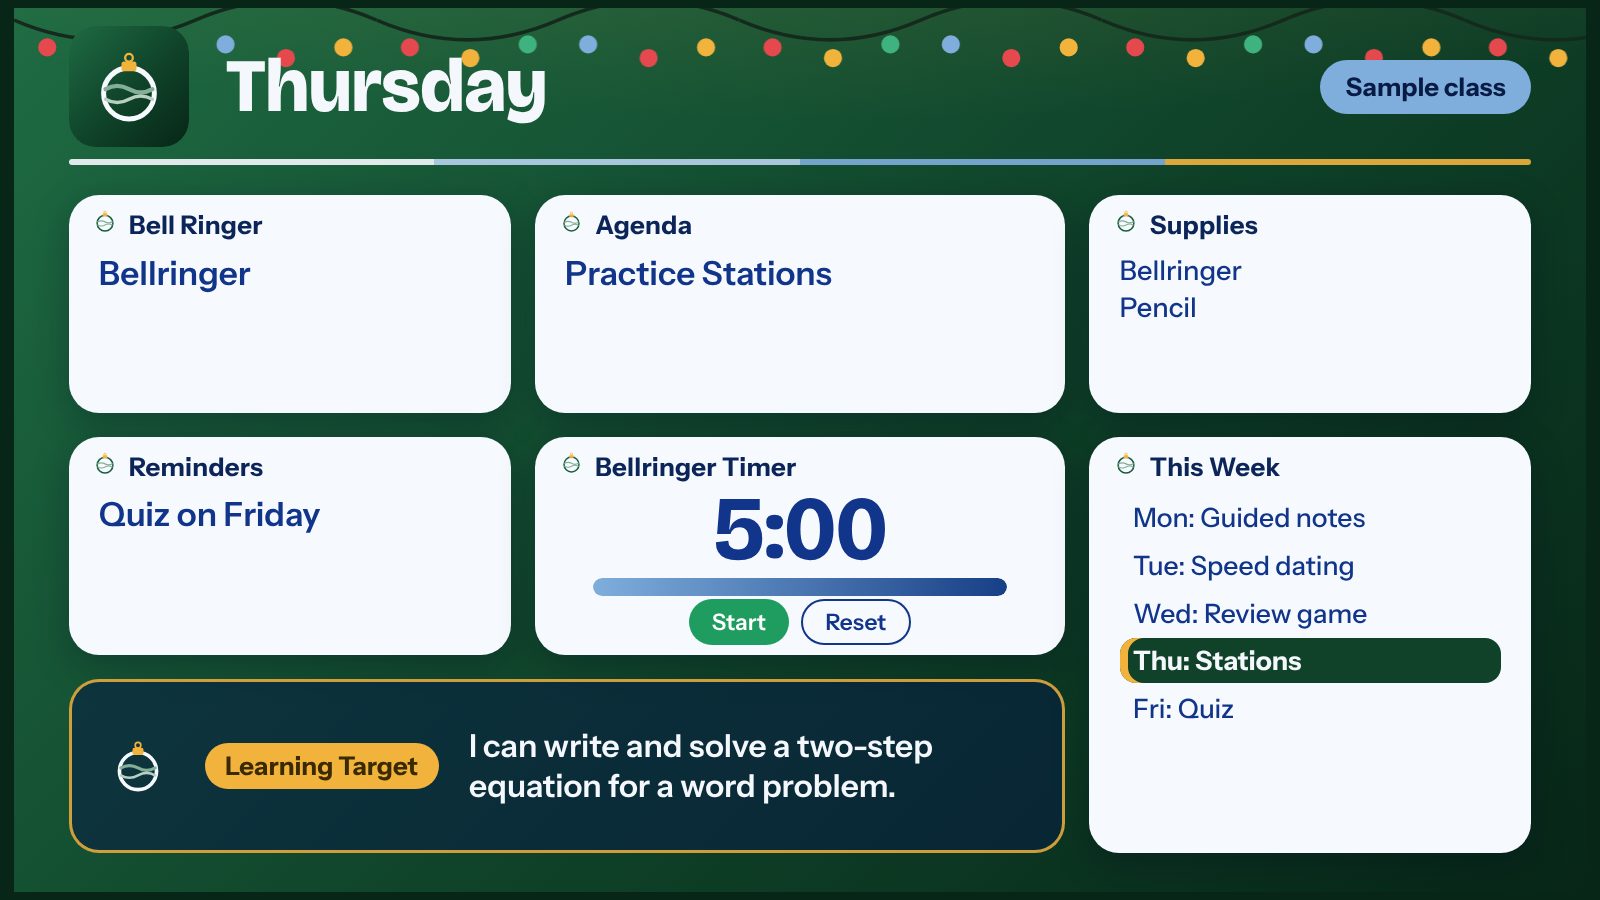 Thursday
Sample class
Bell Ringer
Bellringer
Agenda
Practice Stations
Supplies
Bellringer
Pencil
Reminders
Quiz on Friday
Bellringer Timer
5:00
Start
Reset
This Week
Mon: Guided notes
Tue: Speed dating
Wed: Review game
Thu: Stations
Fri: Quiz
Learning Target
I can write and solve a two-step
equation for a word problem.